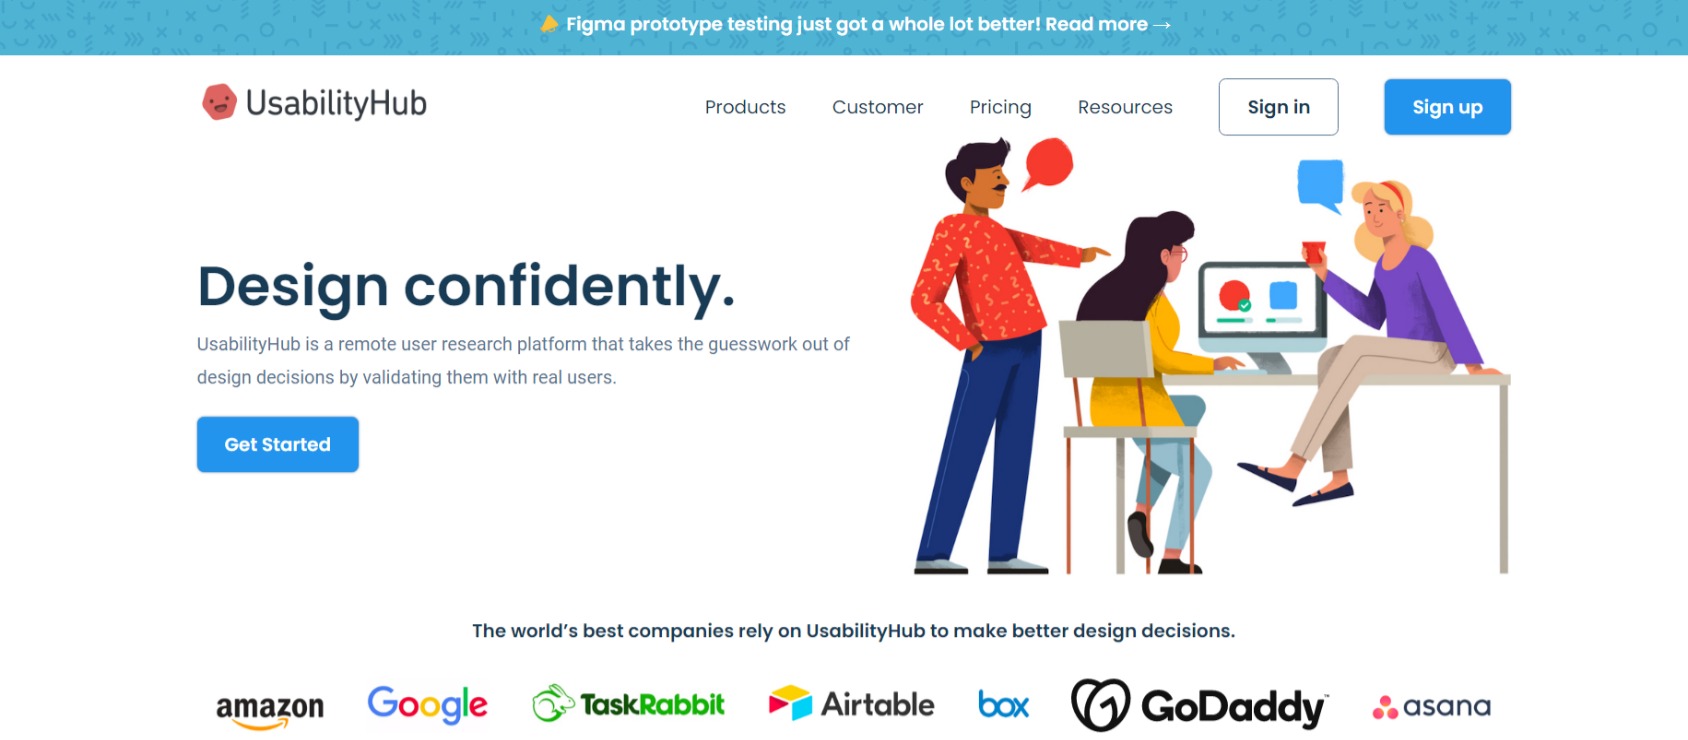 Figma prototype testing just got a whole lot better! Read more →
UsabilityHub
Products
Customer
Pricing
Resources
Sign in
Sign up
Design confidently.
UsabilityHub is a remote user research platform that takes the guesswork out of
design decisions by validating them with real users.
Get Started
The world’s best companies rely on UsabilityHub to make better design decisions.
amazon
Google
TaskRabbit
Airtable
box
GoDaddy™
asana